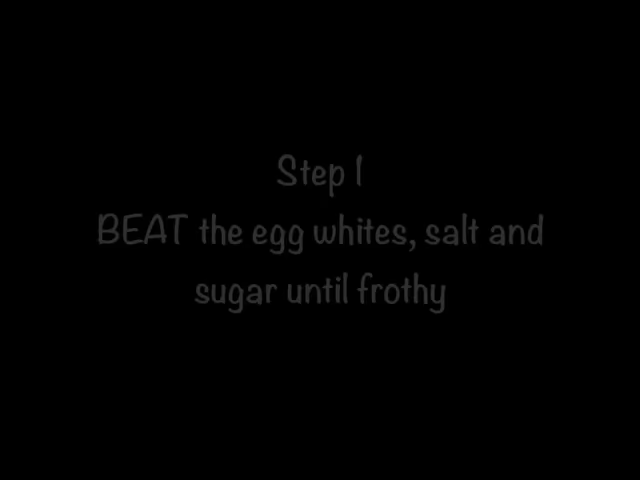 Step 1
BEAT the egg whites, salt and
sugar until frothy